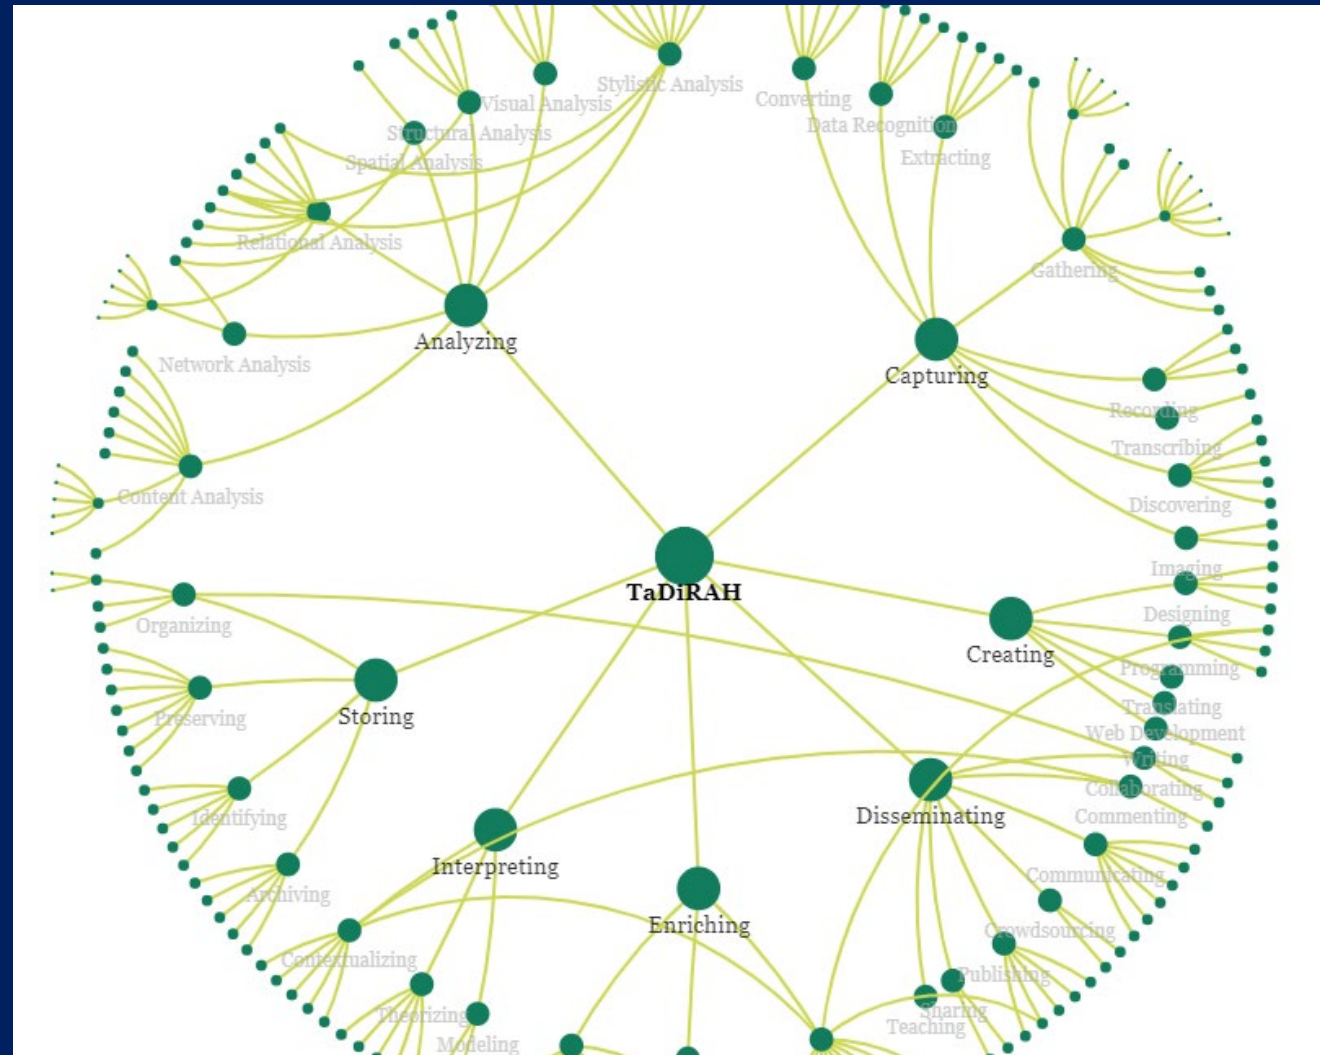 Stylistic Analysis
Visual Analysis
Converting
Structural Analysis
Data Recognition
Spatial Analysis
Extracting
Relational Analysis
Gathering
Analyzing
Network Analysis
Capturing
Recording
Transcribing
Content Analysis
Discovering
Imaging
TaDiRAH
Designing
Organizing
Creating
Programming
Translating
Storing
Preserving
Web Development
Writing
Collaborating
Disseminating
Commenting
Identifying
Interpreting
Communicating
Archiving
Enriching
Crowdsourcing
Contextualizing
Publishing
Sharing
Theorizing
Teaching
Modeling